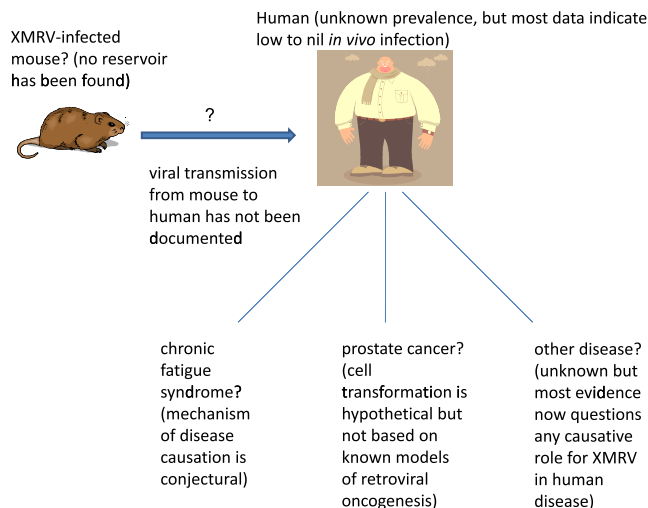 XMRV-infected
mouse? (no reservoir
has been found)
Human (unknown prevalence, but most data indicate
low to nil in vivo infection)
?
viral transmission
from mouse to
human has not been
documented
chronic
fatigue
syndrome?
(mechanism
of disease
causation is
conjectural)
prostate cancer?
(cell
transformation is
hypothetical but
not based on
known models
of retroviral
oncogenesis)
other disease?
(unknown but
most evidence
now questions
any causative
role for XMRV
in human
disease)